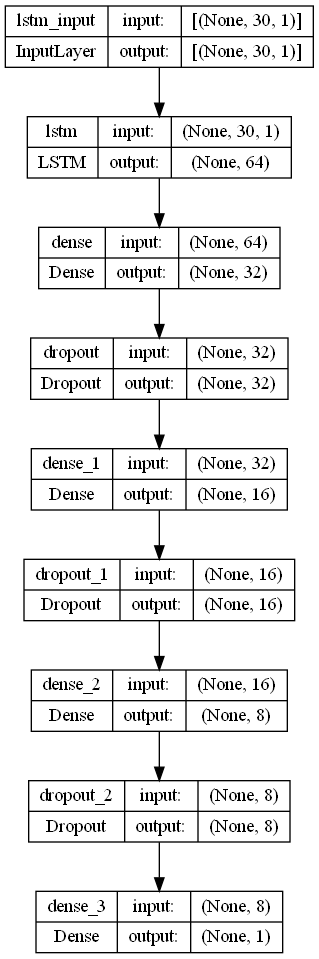 lstm_input input: [(None, 30, 1)]
InputLayer output: [(None, 30, 1)]
lstm input: (None, 30, 1)
LSTM output: (None, 64)
dense input: (None, 64)
Dense output: (None, 32)
dropout input: (None, 32)
Dropout output: (None, 32)
dense_1 input: (None, 32)
Dense output: (None, 16)
dropout_1 input: (None, 16)
Dropout output: (None, 16)
dense_2 input: (None, 16)
Dense output: (None, 8)
dropout_2 input: (None, 8)
Dropout output: (None, 8)
dense_3 input: (None, 8)
Dense output: (None, 1)